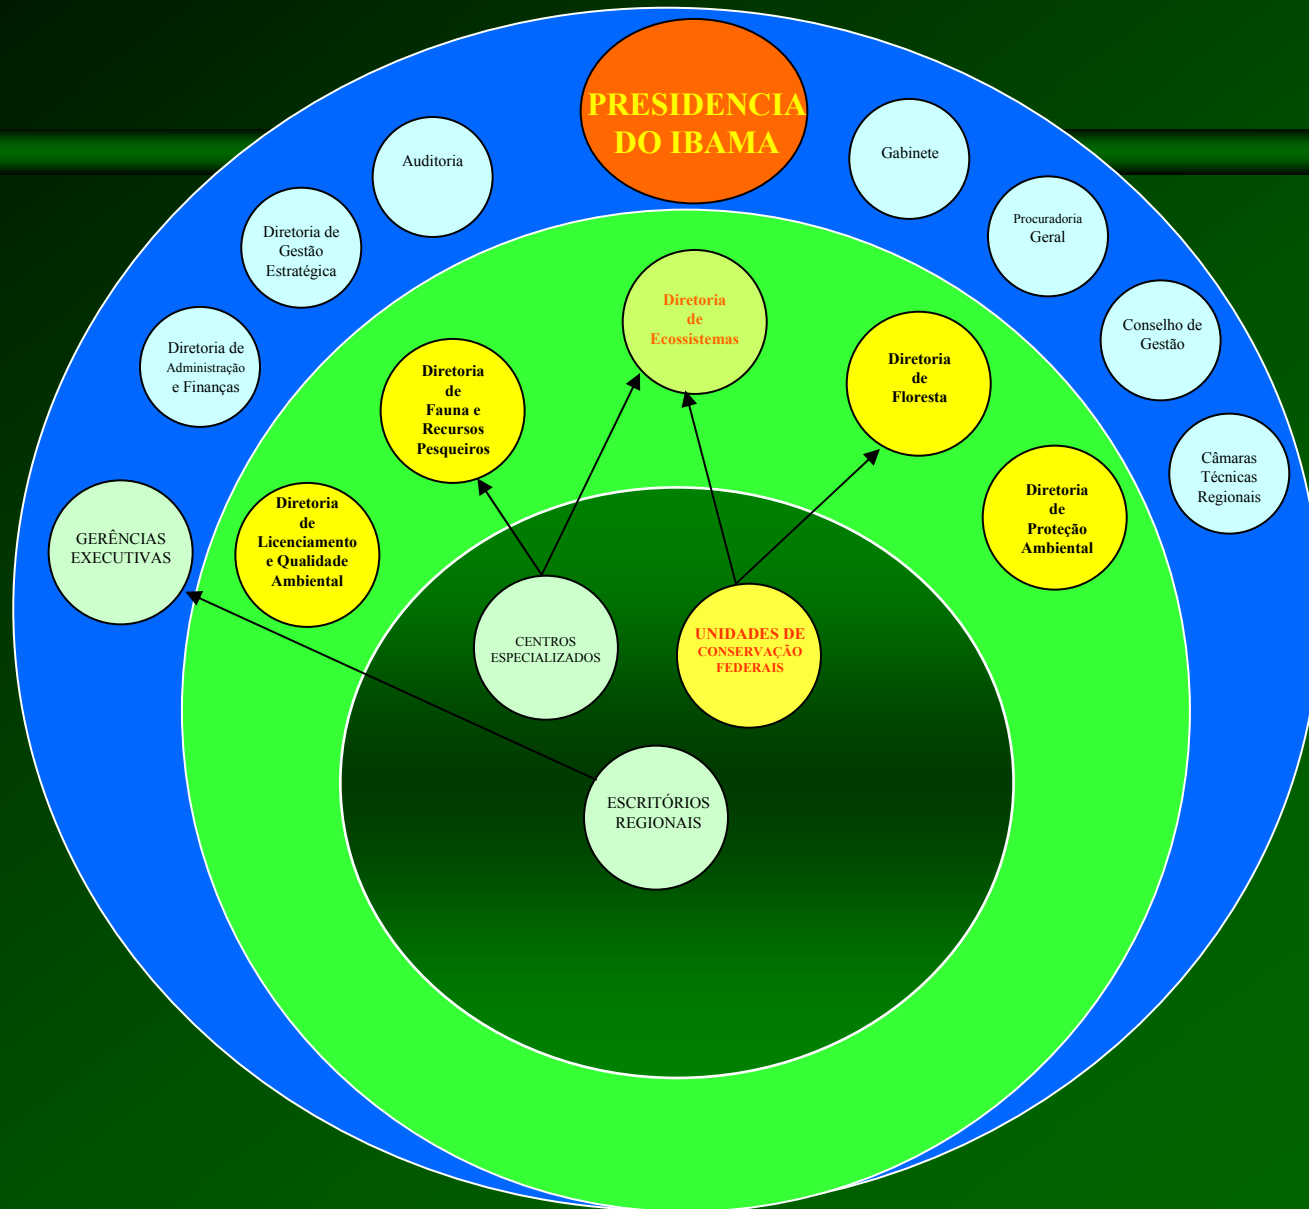 PRESIDENCIA
DO IBAMA
Auditoria
Gabinete
Diretoria de
Gestão
Estratégica
Procuradoria
Geral
Diretoria de
Administração
e Finanças
Conselho de
Gestão
Câmaras
Técnicas
Regionais
GERÊNCIAS
EXECUTIVAS
Diretoria
de
Ecossistemas
Diretoria
de
Fauna e
Recursos
Pesqueiros
Diretoria
de
Floresta
Diretoria
de
Licenciamento
e Qualidade
Ambiental
Diretoria
de
Proteção
Ambiental
CENTROS
ESPECIALIZADOS
UNIDADES DE
CONSERVAÇÃO
FEDERAIS
ESCRITÓRIOS
REGIONAIS